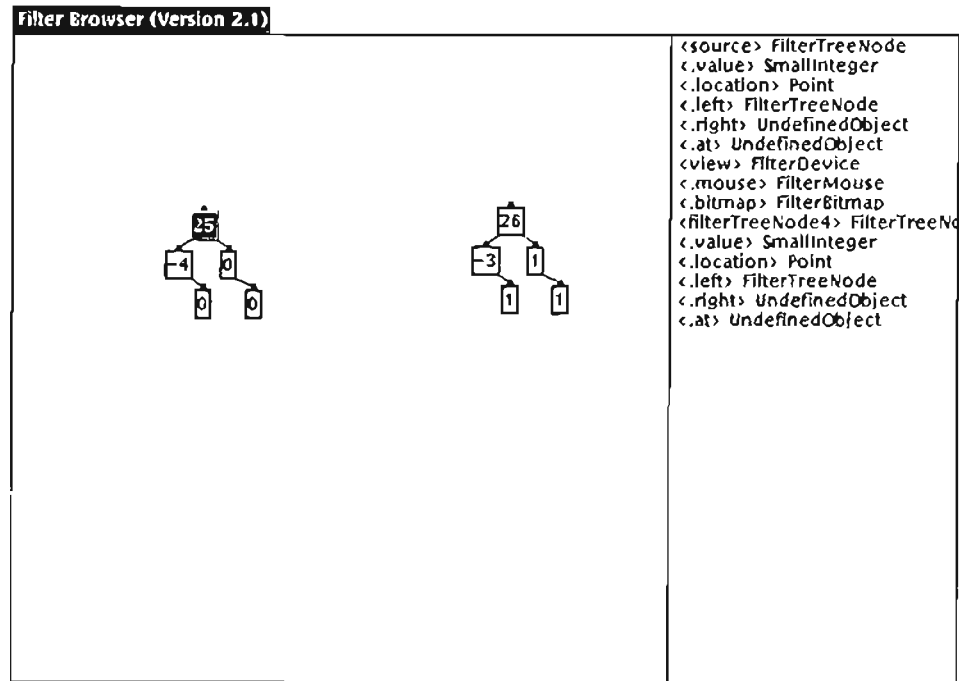 Filter Browser (Version 2.1)
25
-4 0
0 0
26
-3 1
1 1
<source> FilterTreeNode
<.value> SmallInteger
<.location> Point
<.left> FilterTreeNode
<.right> UndefinedObject
<.at> UndefinedObject
<view> FilterDevice
<.mouse> FilterMouse
<.bitmap> FilterBitmap
<filterTreeNode4> FilterTreeNo
<.value> SmallInteger
<.location> Point
<.left> FilterTreeNode
<.right> UndefinedObject
<.at> UndefinedObject